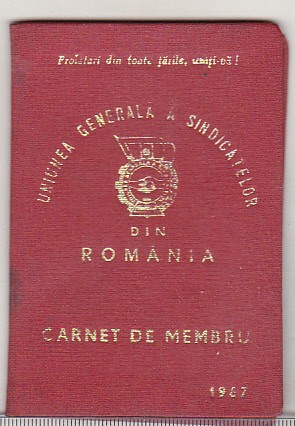 Proletari din toate țările, uniți-vă!
UNIUNEA GENERALĂ A SINDICATELOR
DIN
ROMÂNIA
CARNET DE MEMBRU
1967